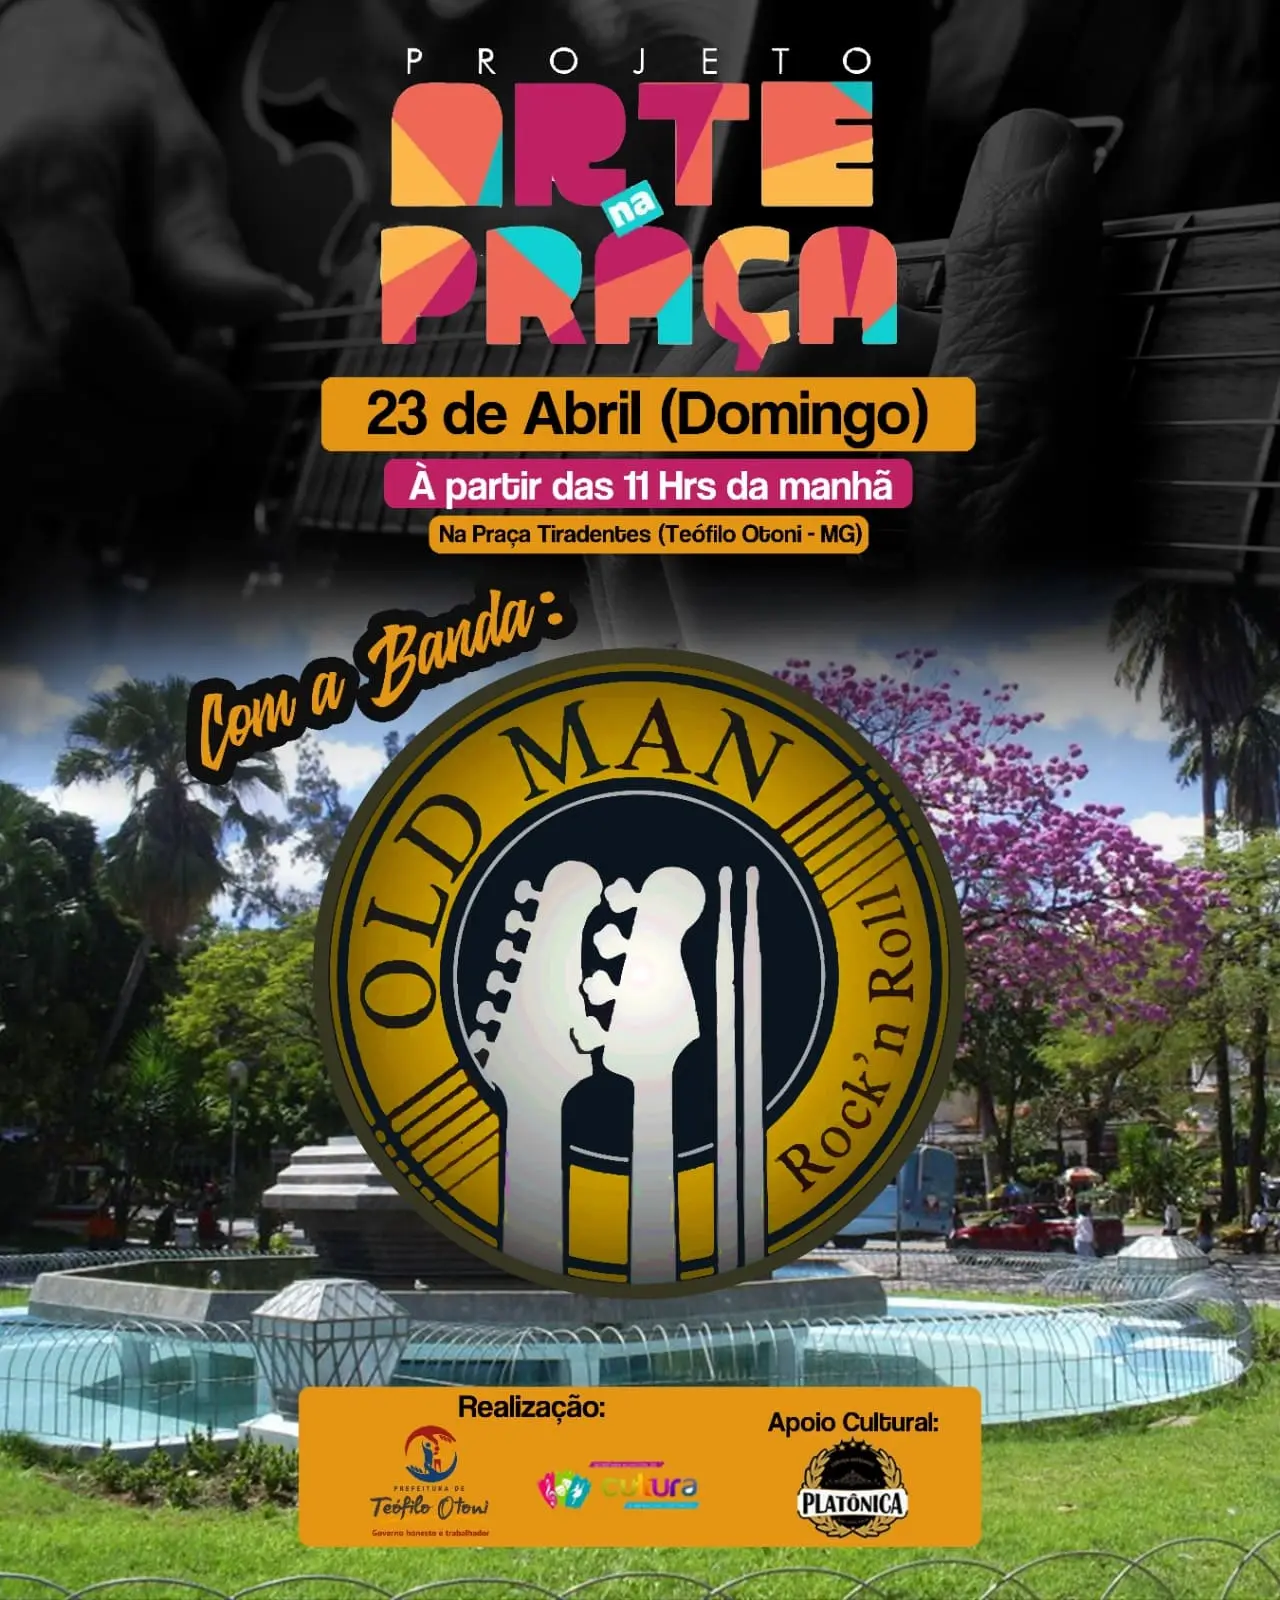 PROJETO
ARTE
na
PRAÇA
23 de Abril (Domingo)
À partir das 11 Hrs da manhã
Na Praça Tiradentes (Teófilo Otoni - MG)
Com a Banda:
OLD MAN
Rock'n Roll
Realização:
Apoio Cultural:
PREFEITURA DE
Teófilo Otoni
Governo honesto e trabalhador
cultura
PLATÔNICA